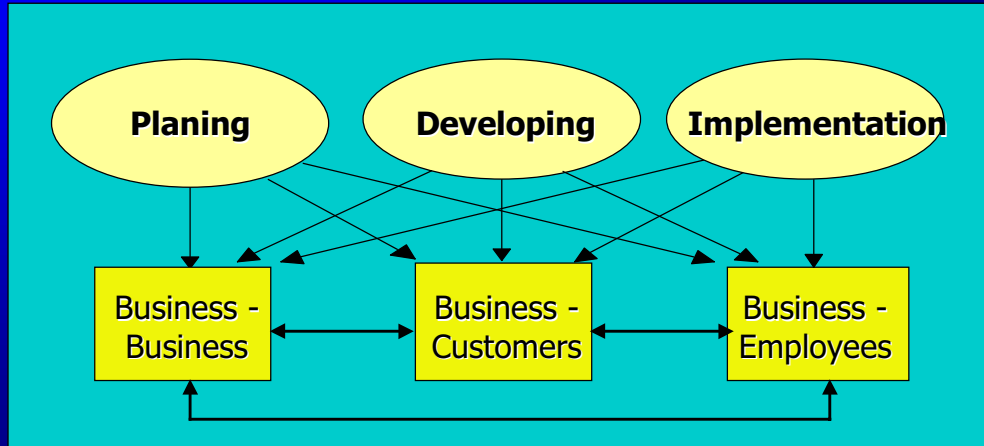 Planing
Developing
Implementation
Business -
Business
Business -
Customers
Business -
Employees